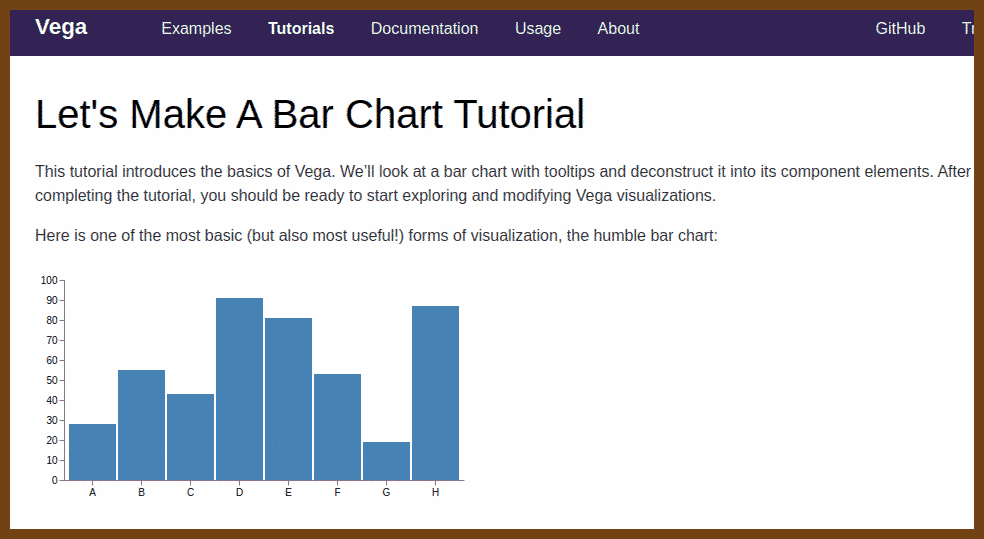 Vega Examples Tutorials Documentation Usage About GitHub
Let's Make A Bar Chart Tutorial
This tutorial introduces the basics of Vega. We’ll look at a bar chart with tooltips and deconstruct it into its component elements. After
completing the tutorial, you should be ready to start exploring and modifying Vega visualizations.
Here is one of the most basic (but also most useful!) forms of visualization, the humble bar chart:
100
90
80
70
60
50
40
30
20
10
0
A B C D E F G H